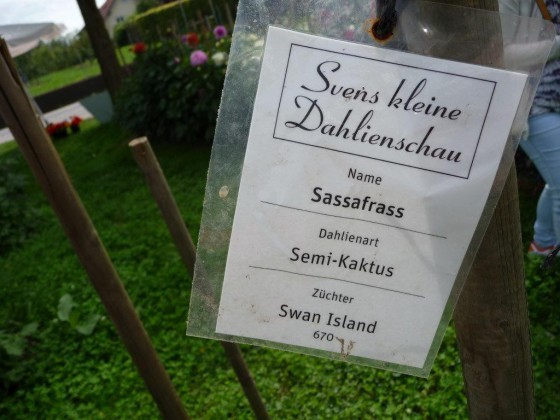 Svens kleine
Dahlienschau
Name
Sassafrass
Dahlienart
Semi-Kaktus
Züchter
Swan Island
670